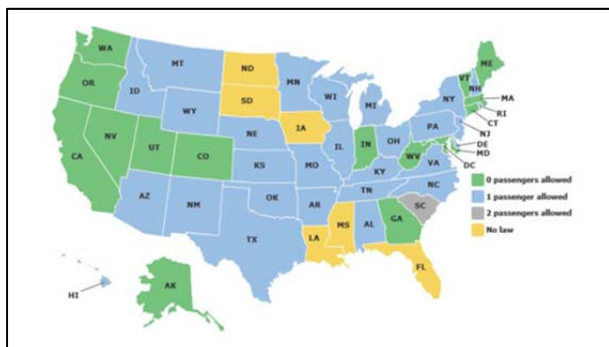 WA
MT
ND
MN
ME
VT
NH
OR
ID
SD
WI
MI
NY
MA
RI
CT
WY
IA
PA
NJ
NV
NE
IL
IN
OH
DE
MD
DC
CA
UT
CO
KS
MO
WV
VA
KY
0 passengers allowed
AZ
NM
OK
AR
TN
NC
1 passenger allowed
SC
2 passengers allowed
TX
LA
MS
AL
GA
No law
FL
HI
AK